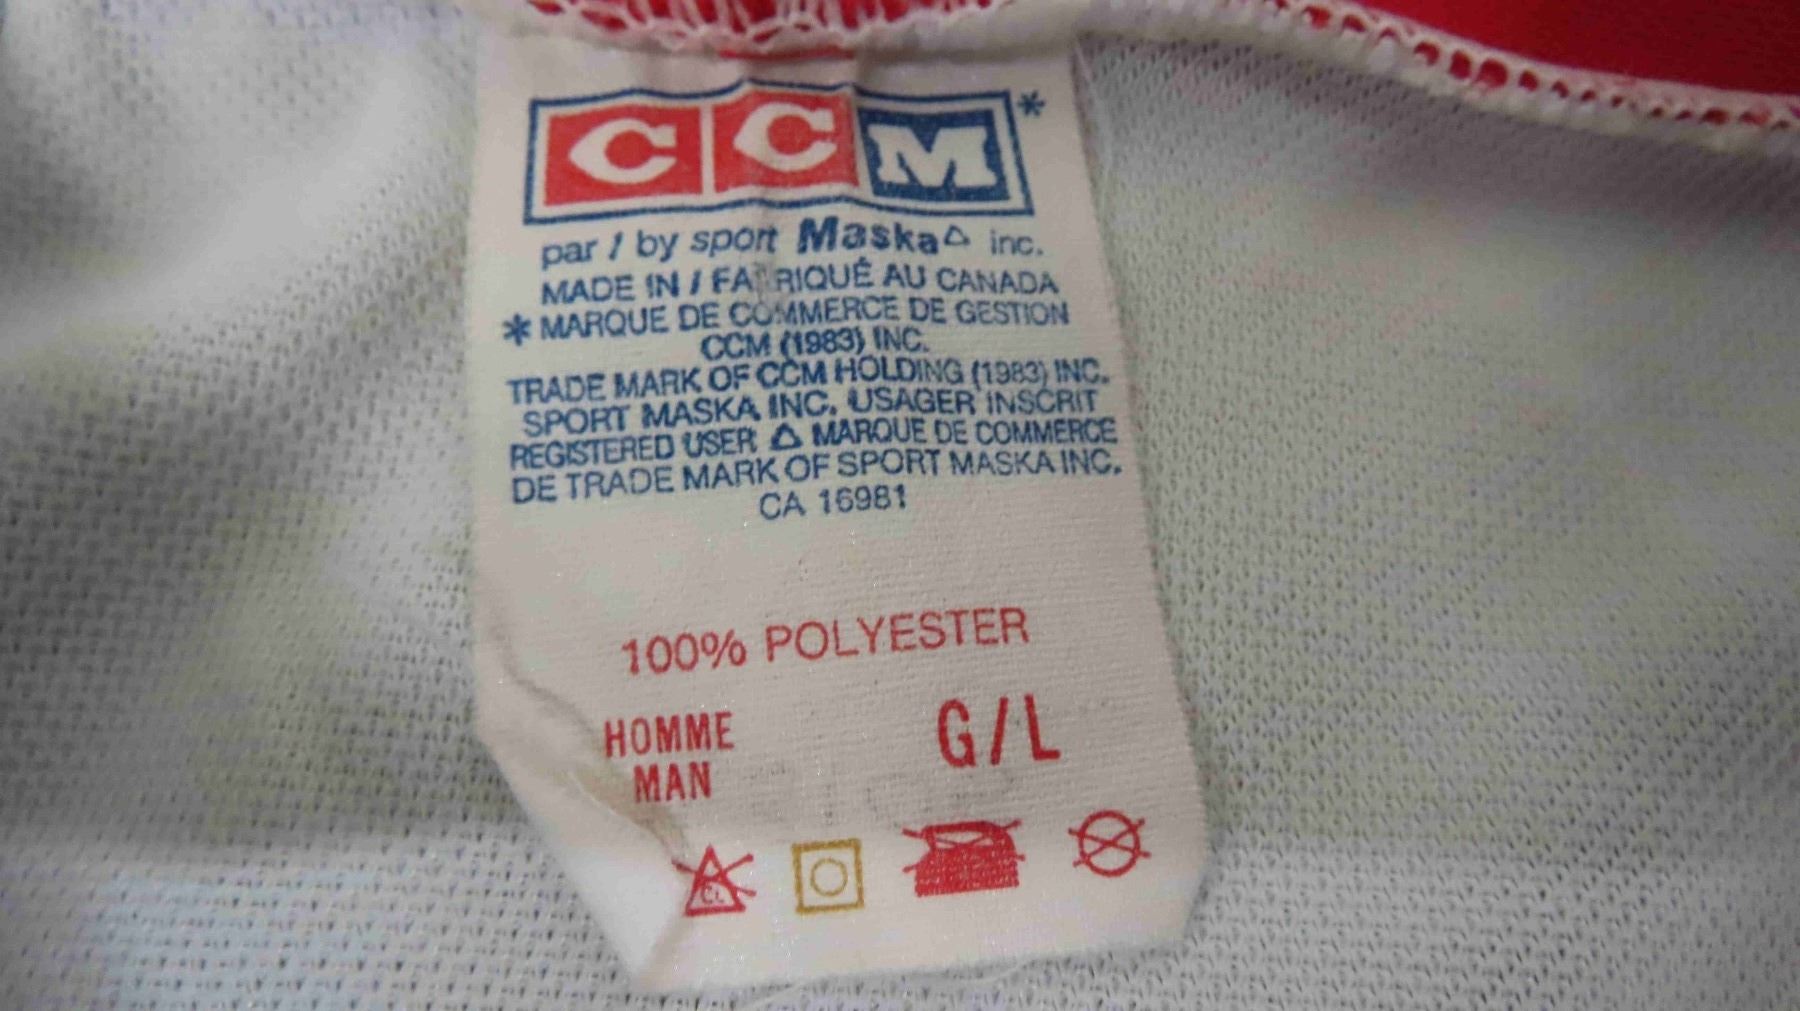 CCM*
par / by sport Maska△ inc.
MADE IN / FABRIQUÉ AU CANADA
* MARQUE DE COMMERCE DE GESTION
CCM (1983) INC.
TRADE MARK OF CCM HOLDING (1983) INC.
SPORT MASKA INC. USAGER INSCRIT
REGISTERED USER △ MARQUE DE COMMERCE
DE TRADE MARK OF SPORT MASKA INC.
CA 16981
100% POLYESTER
HOMME G/L
MAN
CL